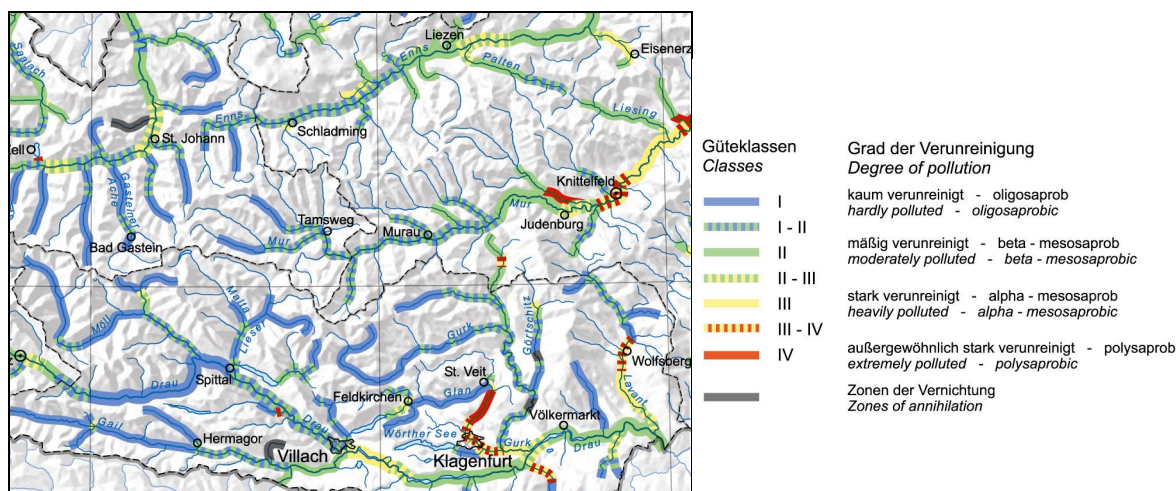 Liezen
Enns
Eisenerz
Saalach
Palten
Liesing
Enns
Schladming
St. Johann
Zell
Gasteiner
Ache
Knittelfeld
Mur
Judenburg
Tamsweg
Murau
Mur
Bad Gastein
Malta
Lieser
Möll
Gurk
Görtschitz
Wolfsberg
Lavant
Spittal
St. Veit
Drau
Feldkirchen
Glan
Völkermarkt
Drau
Gail
Wörther See
Gurk
Drau
Hermagor
Villach
Klagenfurt
Güteklassen
Classes
Grad der Verunreinigung
Degree of pollution
I
kaum verunreinigt - oligosaprob
hardly polluted - oligosaprobic
I - II
II
mäßig verunreinigt - beta - mesosaprob
moderately polluted - beta - mesosaprobic
II - III
III
stark verunreinigt - alpha - mesosaprob
heavily polluted - alpha - mesosaprobic
III - IV
IV
außergewöhnlich stark verunreinigt - polysaprob
extremely polluted - polysaprobic
Zonen der Vernichtung
Zones of annihilation